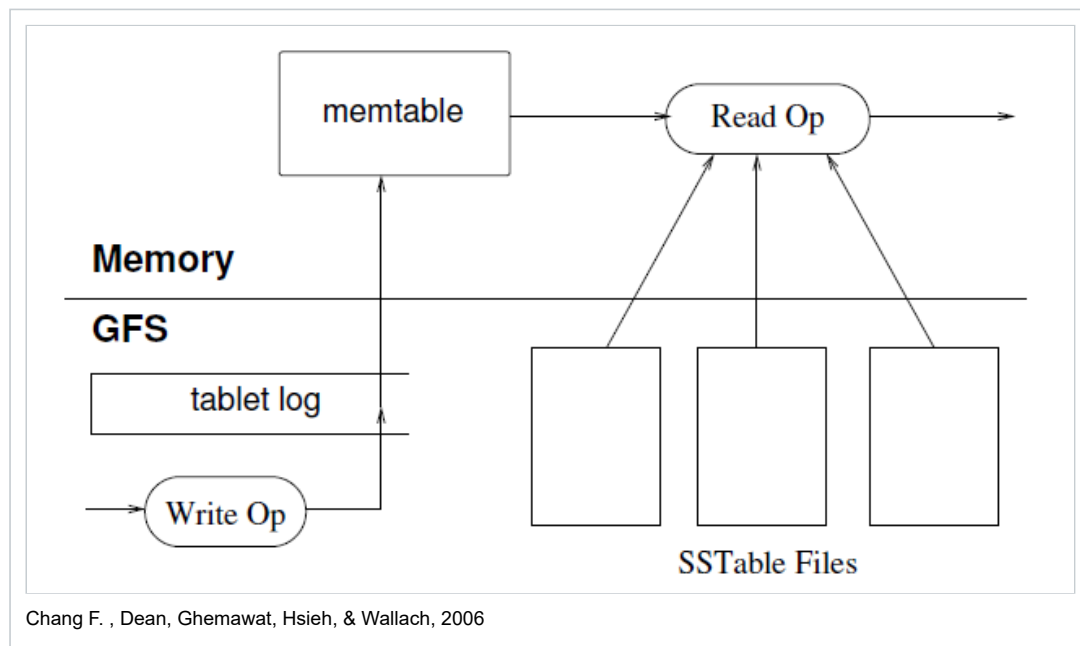 memtable
Read Op
Memory
GFS
tablet log
Write Op
SSTable Files
Chang F. , Dean, Ghemawat, Hsieh, & Wallach, 2006